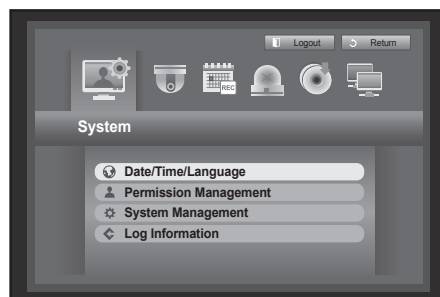 Logout Return
REC
System
Date/Time/Language
Permission Management
System Management
Log Information